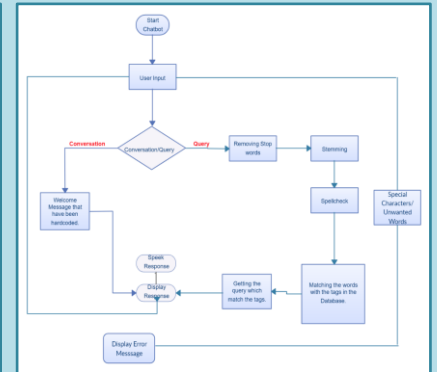 Start
Chatbot
User Input
Conversation
Conversation/Query
Query
Removing Stop
words
Stemming
Spellcheck
Special
Characters/
Unwanted
Words
Welcome
Message that
have been
hardcoded.
Speak
Response
Display
Response
Getting the
query which
match the tags.
Matching the words
with the tags in the
Database.
Display Error
Messsage